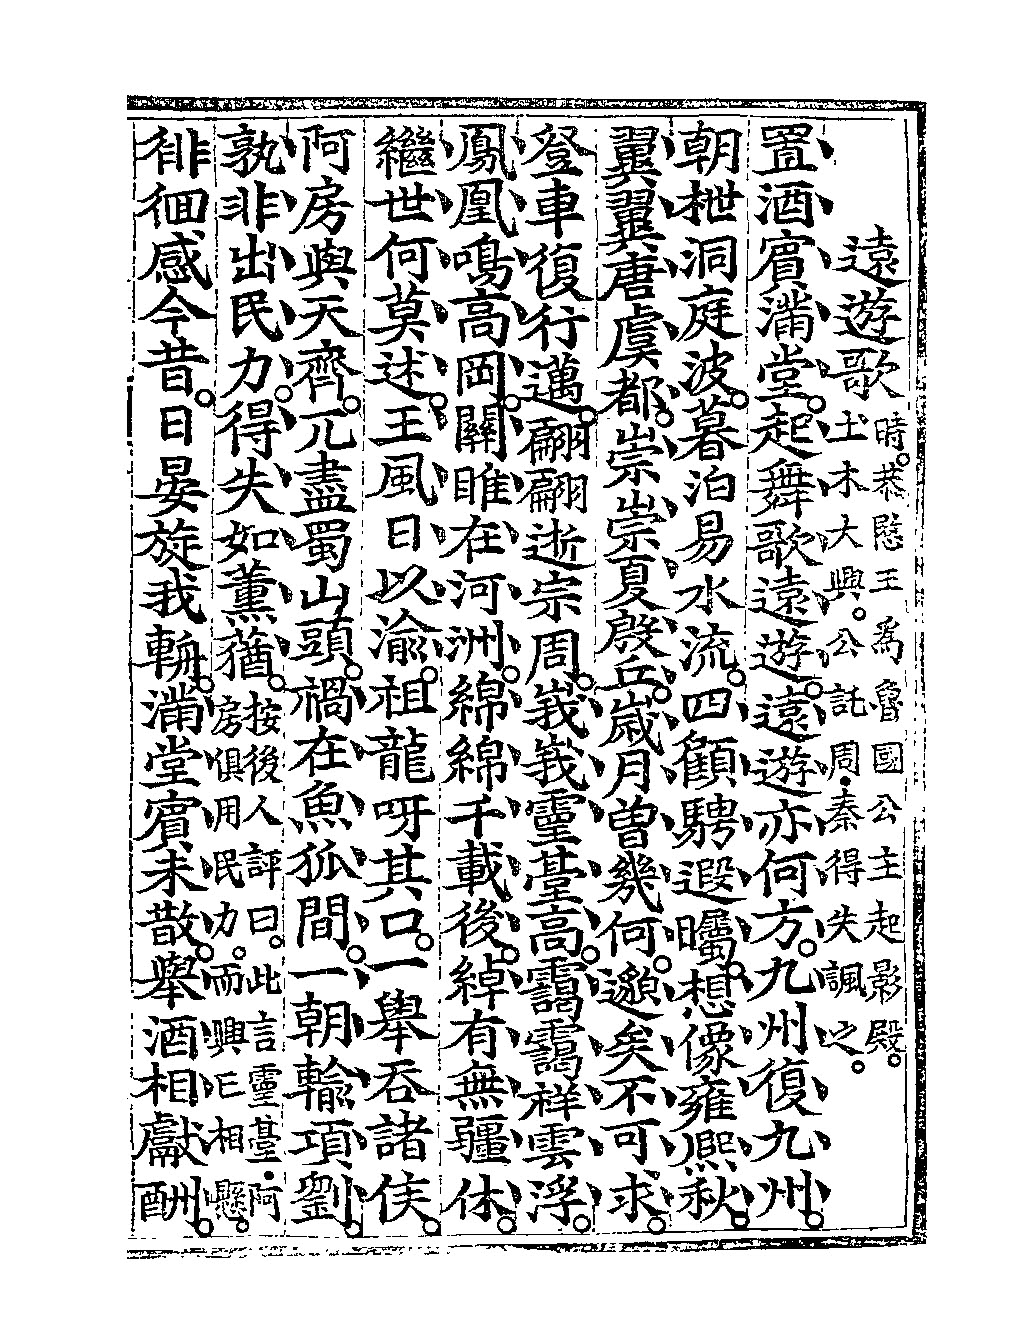 遠遊歌時恭愍王為魯國公主起影殿。土木大興。公託周秦得失諷之。
置酒賓滿堂。起舞歌遠遊。遠遊亦何方。九州復九州。
朝枻洞庭波。暮泊易水流。四顧騁遐矚。想像雍熙秋。
翼翼唐虞都。崇崇夏殷丘。歲月曾幾何。邈矣不可求。
登車復行邁。翩翩逝宗周。峩峩靈臺高。靄靄祥雲浮。
鳳凰鳴高岡。關雎在河洲。綿綿千載後。綽有無疆休。
繼世何莫述。王風日以渝。祖龍呀其口。一舉吞諸侯。
阿房與天齊。兀盡蜀山頭。禍在魚狐間。一朝輸項劉。
孰非出民力。得失如薰蕕。按後人評曰。此言靈臺阿房俱用民力。而興亡相懸。
徘徊感今昔。日晏旋我輈。滿堂賓未散。舉酒相獻酬。